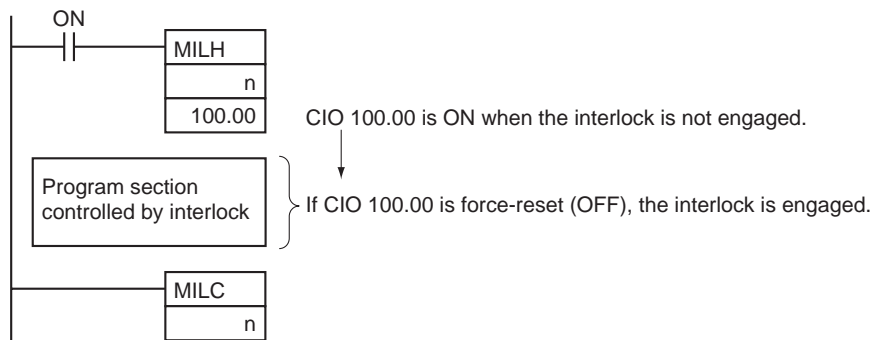 ON
MILH
n
100.00
CIO 100.00 is ON when the interlock is not engaged.
Program section
controlled by interlock
If CIO 100.00 is force-reset (OFF), the interlock is engaged.
MILC
n